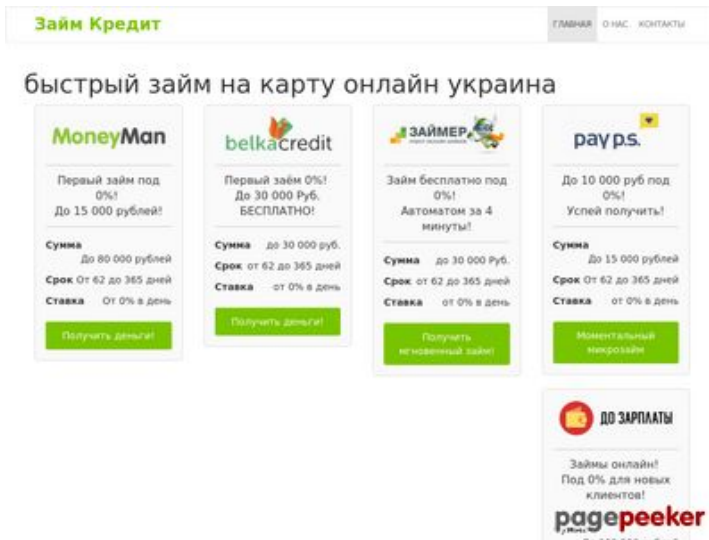 Займ Кредит
ГЛАВНАЯ О НАС КОНТАКТЫ
быстрый займ на карту онлайн украина
MoneyMan
Первый займ под
0%!
До 15 000 рублей!
Сумма
До 80 000 рублей
Срок От 62 до 365 дней
Ставка От 0% в день
Получить деньги!
belkacredit
Первый заём 0%!
До 30 000 Руб.
БЕСПЛАТНО!
Сумма до 30 000 руб.
Срок от 62 до 365 дней
Ставка от 0% в день
Получить деньги!
ЗАЙМЕР
Займ бесплатно под
0%!
Автоматом за 4
минуты!
Сумма до 30 000 Руб.
Срок от 62 до 365 дней
Ставка от 0% в день
Получить
мгновенный займ!
pay p.s.
До 10 000 руб под
0%!
Успей получить!
Сумма
До 15 000 рублей
Срок От 62 до 365 дней
Ставка От 0% в день
Моментальный
микрозайм
ДО ЗАРПЛАТЫ
Займы онлайн!
Под 0% для новых
клиентов!
pagepeeker